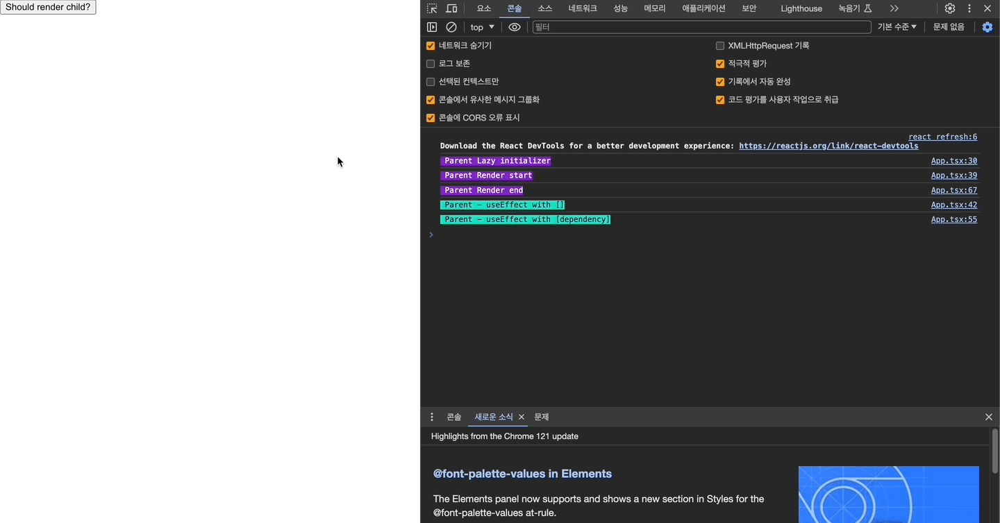 Should render child?
요소 콘솔 소스 네트워크 성능 메모리 애플리케이션 보안 Lighthouse 녹음기
top 필터 기본 수준 문제 없음
네트워크 숨기기 XMLHttpRequest 기록
로그 보존 적극적 평가
선택된 컨텍스트만 기록에서 자동 완성
콘솔에서 유사한 메시지 그룹화 코드 평가를 사용자 작업으로 취급
콘솔에 CORS 오류 표시
react refresh:6
Download the React DevTools for a better development experience: https://reactjs.org/link/react-devtools
Parent Lazy initializer App.tsx:30
Parent Render start App.tsx:39
Parent Render end App.tsx:67
Parent - useEffect with [] App.tsx:42
Parent - useEffect with [dependency] App.tsx:55
콘솔 새로운 소식 문제
Highlights from the Chrome 121 update
@font-palette-values in Elements
The Elements panel now supports and shows a new section in Styles for the
@font-palette-values at-rule.